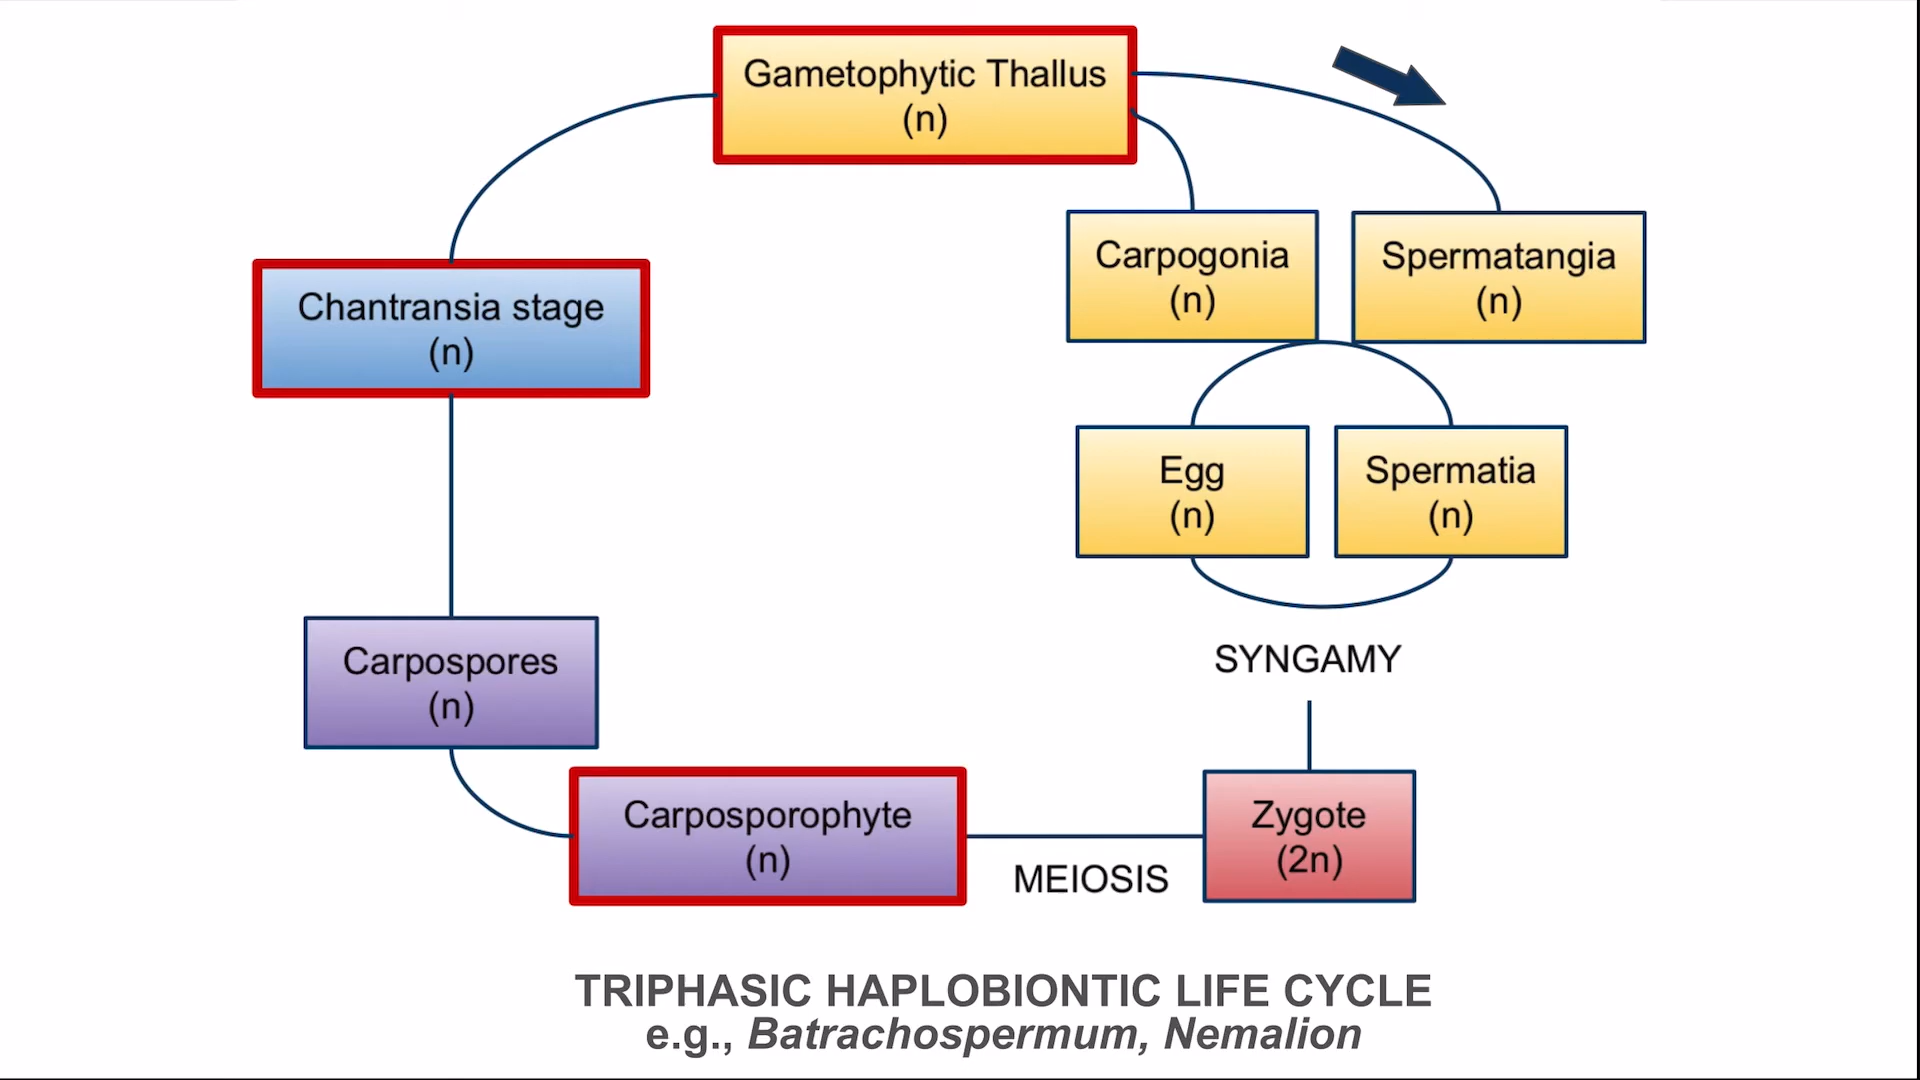 Gametophytic Thallus
(n)
Carpogonia
(n)
Spermatangia
(n)
Chantransia stage
(n)
Egg
(n)
Spermatia
(n)
SYNGAMY
Carpospores
(n)
Carposporophyte
(n)
MEIOSIS
Zygote
(2n)
TRIPHASIC HAPLOBIONTIC LIFE CYCLE
e.g., Batrachospermum, Nemalion